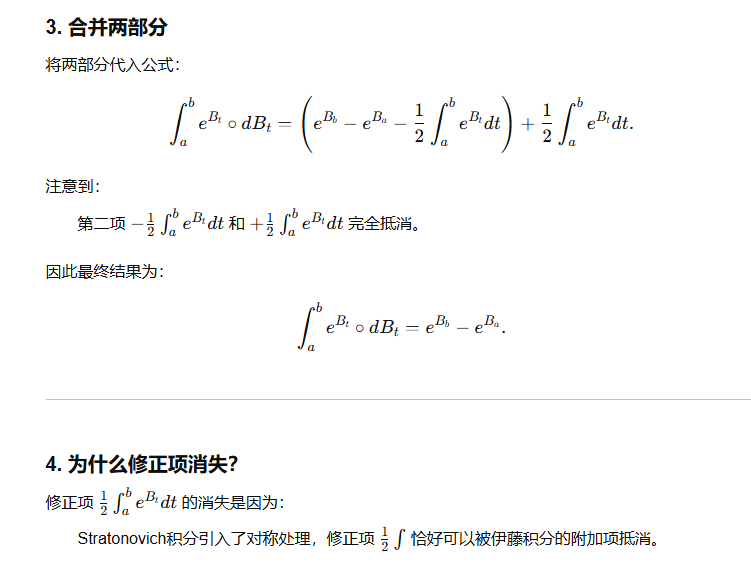 3. 合并两部分
将两部分代入公式：
$$\int_a^b e^{B_t} \circ dB_t = \left( e^{B_b} - e^{B_a} - \frac{1}{2} \int_a^b e^{B_t} dt \right) + \frac{1}{2} \int_a^b e^{B_t} dt.$$
注意到：
第二项 $-\frac{1}{2} \int_a^b e^{B_t} dt$ 和 $+\frac{1}{2} \int_a^b e^{B_t} dt$ 完全抵消。
因此最终结果为：
$$\int_a^b e^{B_t} \circ dB_t = e^{B_b} - e^{B_a}.$$
4. 为什么修正项消失？
修正项 $\frac{1}{2} \int_a^b e^{B_t} dt$ 的消失是因为：
Stratonovich积分引入了对称处理，修正项 $\frac{1}{2} \int$ 恰好可以被伊藤积分的附加项抵消。